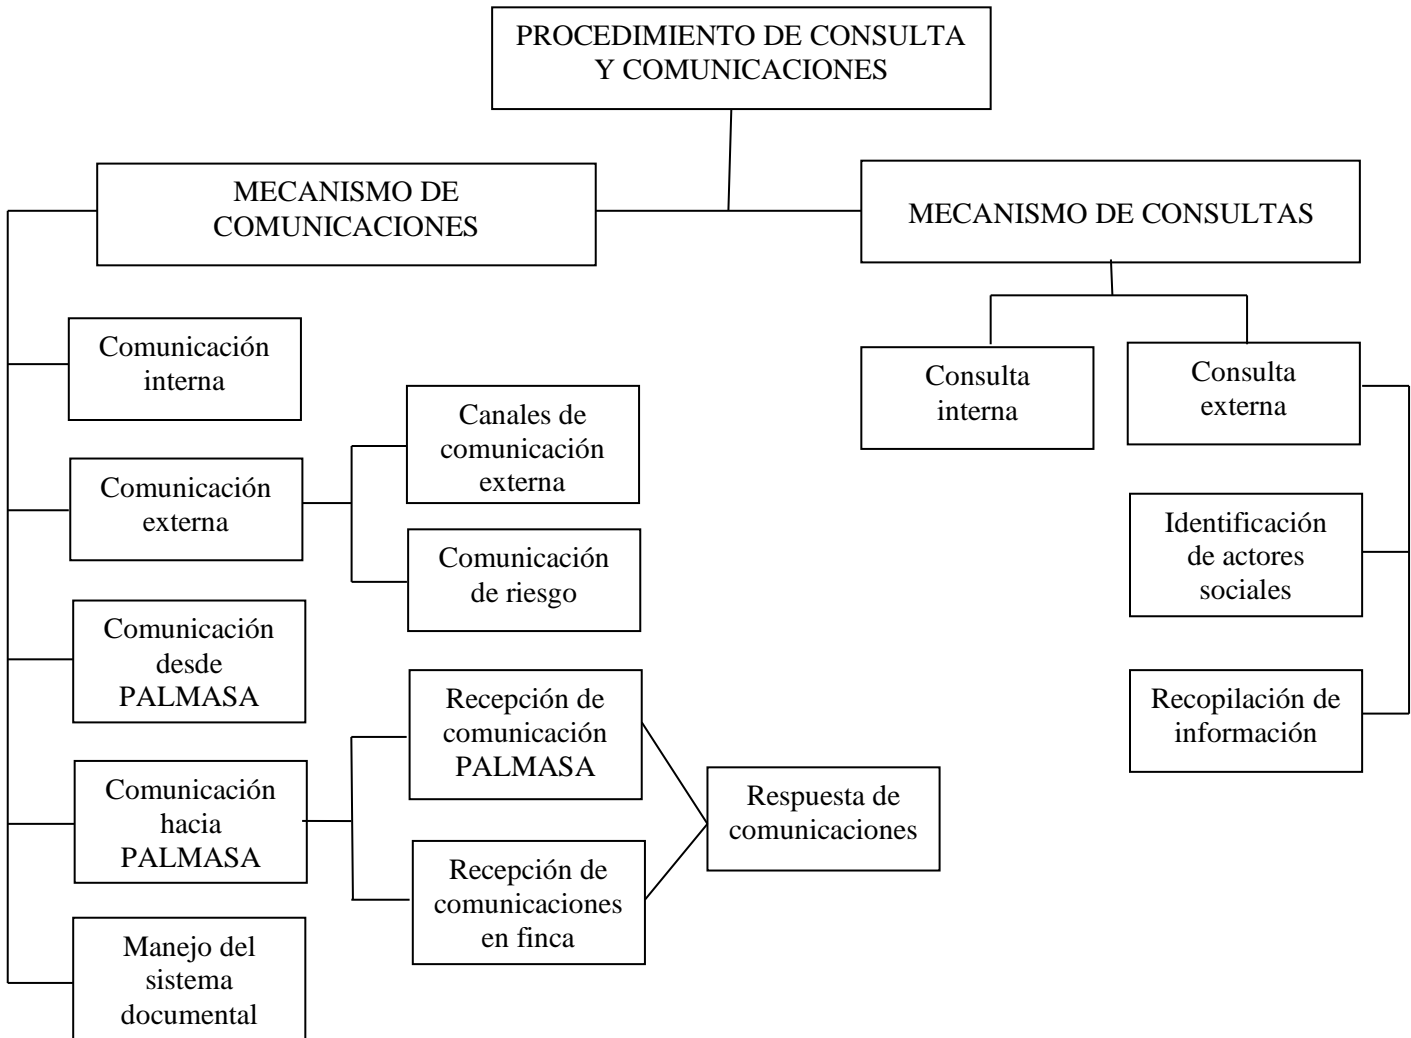 PROCEDIMIENTO DE CONSULTA
Y COMUNICACIONES
MECANISMO DE
COMUNICACIONES
MECANISMO DE CONSULTAS
Comunicación
interna
Comunicación
externa
Canales de
comunicación
externa
Comunicación
de riesgo
Comunicación
desde
PALMASA
Comunicación
hacia
PALMASA
Recepción de
comunicación
PALMASA
Recepción de
comunicaciones
en finca
Respuesta de
comunicaciones
Manejo del
sistema
documental
Consulta
interna
Consulta
externa
Identificación
de actores
sociales
Recopilación de
información